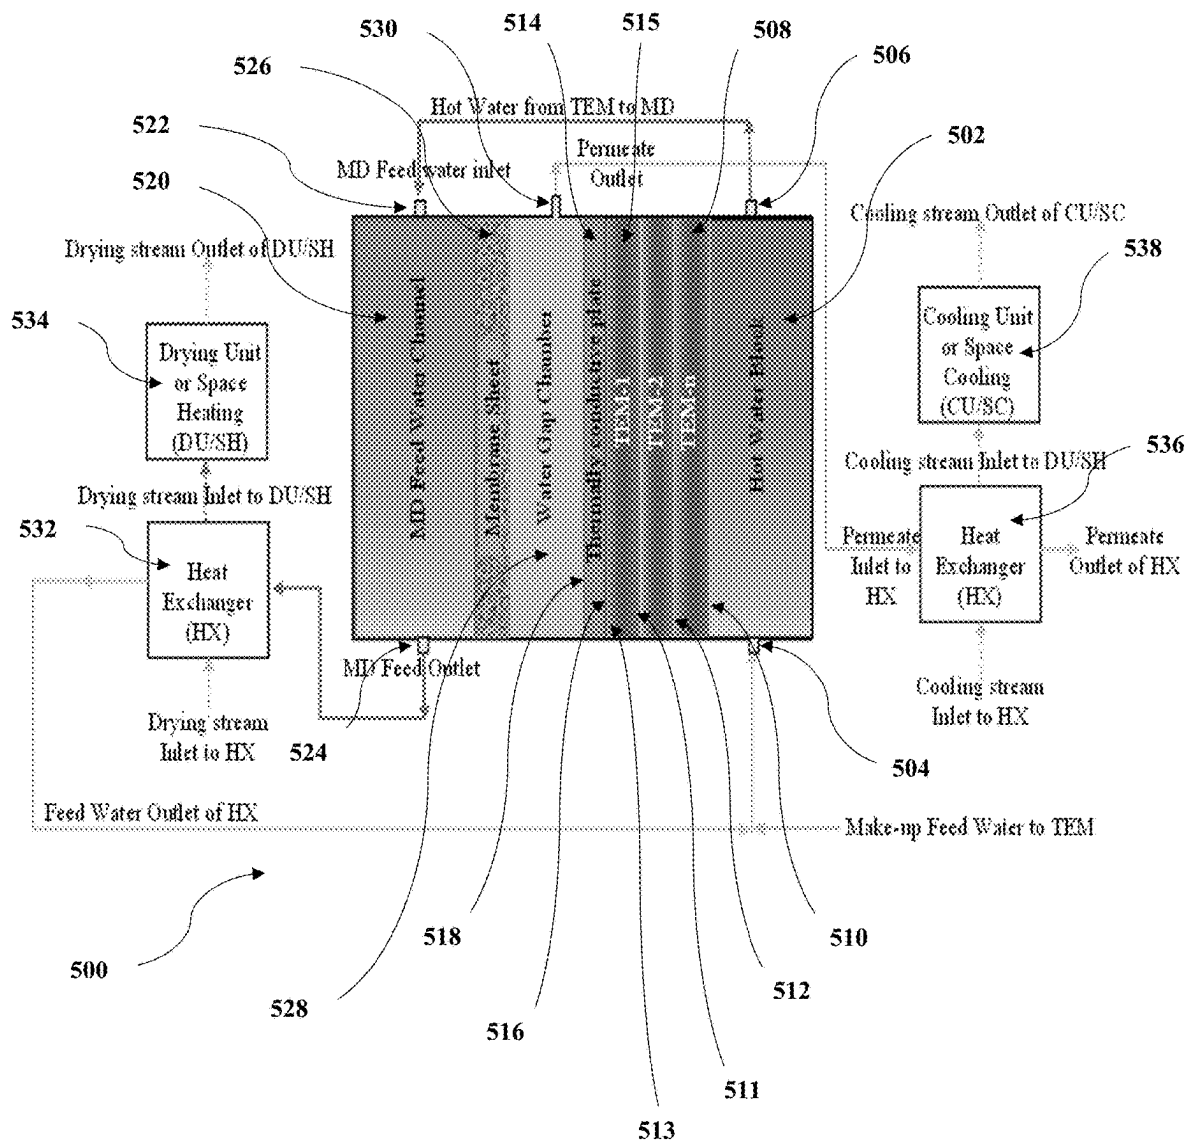 530
514
515
508
526
506
Hot Water from TEM to MD
522
502
Permeate
Outlet
MD Feed water inlet
520
Cooling stream Outlet of CU/SC
Drying stream Outlet of DU/SH
538
534
Drying Unit
or Space
Heating
(DU/SH)
Cooling Unit
or Space
Cooling
(CU/SC)
MD Feed Water Channel
Membrane Sheet
Water Gap Chamber
Thermally conductive plate
TEM-1
TEM-2
TEM-n
Hot Water Block
536
Drying stream Inlet to DU/SH
Cooling stream Inlet to DU/SH
532
Heat
Exchanger
(HX)
Permeate
Inlet to
HX
Heat
Exchanger
(HX)
Permeate
Outlet of HX
MD Feed Outlet
Drying stream
Inlet to HX
Cooling stream
Inlet to HX
524
504
Feed Water Outlet of HX
Make-up Feed Water to TEM
500
518
510
528
516
512
511
513